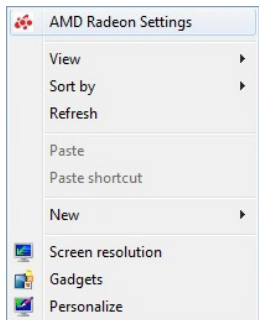 AMD Radeon Settings
View
Sort by
Refresh
Paste
Paste shortcut
New
Screen resolution
Gadgets
Personalize